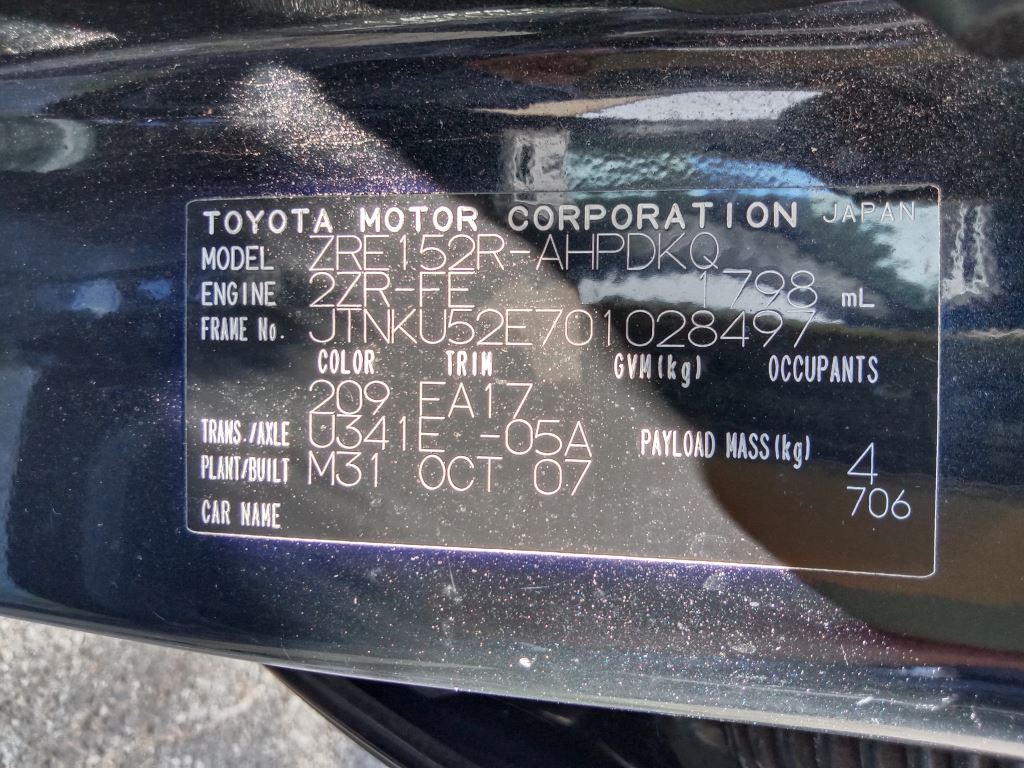 TOYOTA MOTOR CORPORATION JAPAN
MODEL ZRE152R-AHPDKQ
ENGINE 2ZR-FE 1798 mL
FRAME No. JTNKU52E701028497
COLOR TRIM GVM(kg) OCCUPANTS
209 EA17
TRANS./AXLE U341E -05A PAYLOAD MASS(kg) 4
PLANT/BUILT M31 OCT 07 706
CAR NAME